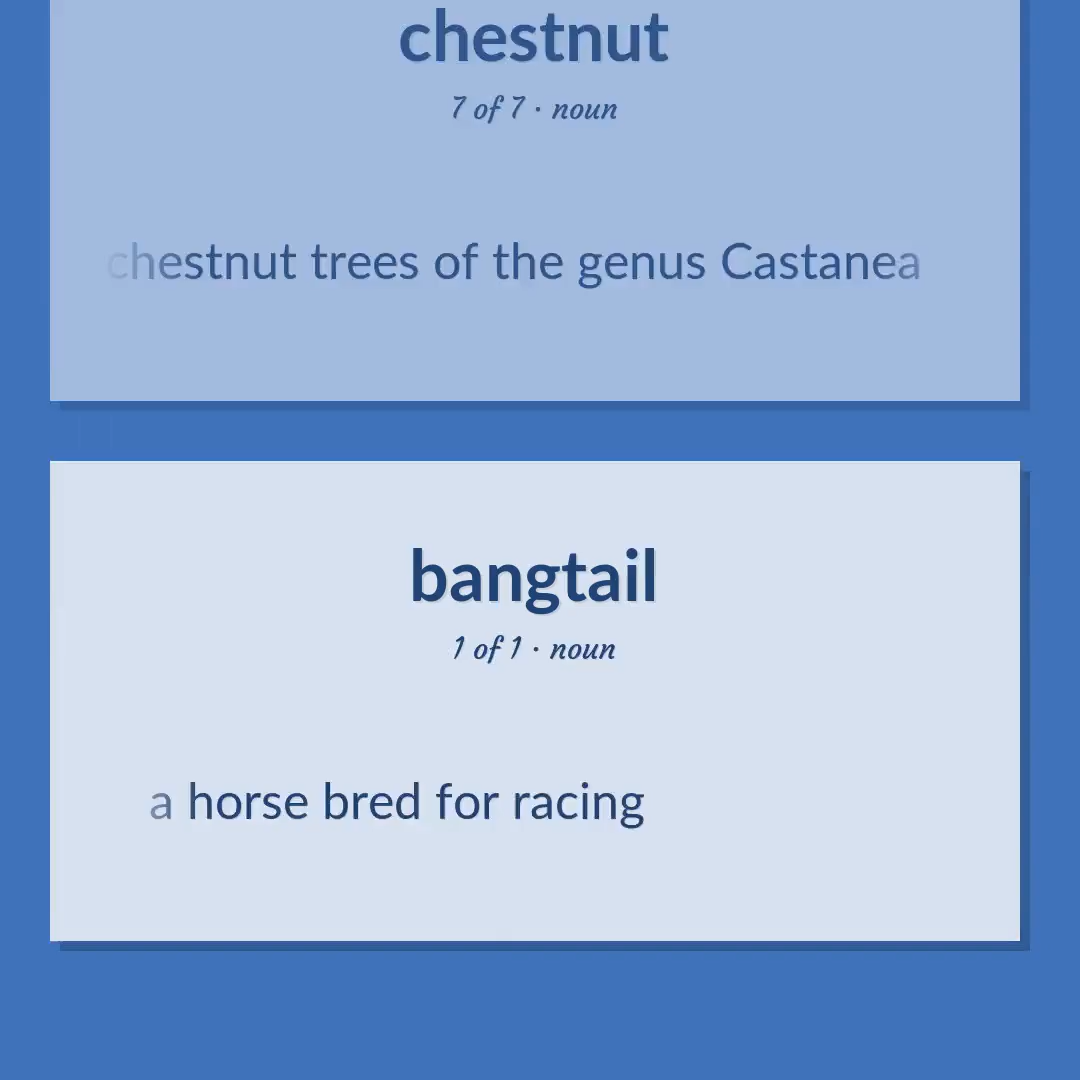 chestnut
7 of 7 · noun
chestnut trees of the genus Castanea
bangtail
1 of 1 · noun
a horse bred for racing